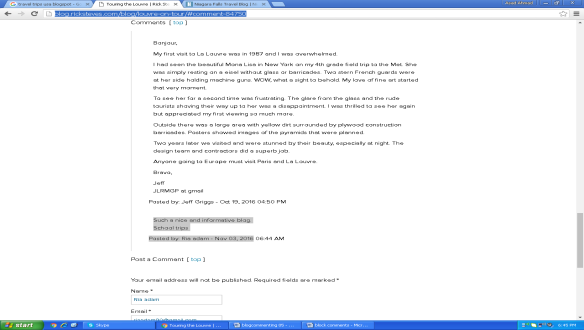 travel trips usa blogspot
Touring the Louvre | Rick St
Niagara Falls Travel Blog | Fo
blog.ricksteves.com/blog/louvre-on-tour/#comment-84750
Comments [ top ]
Bonjour,
My first visit to La Louvre was in 1987 and I was overwhelmed.
I had seen the beautiful Mona Lisa in New York on my 4th grade field trip to the Met. She
was simply resting on a eisel without glass or barricades. Two stern French guards were
at her side holding machine guns. WOW, what a sight to behold. My love of fine art started
that very moment.
To see her for a second time was frustrating. The glare from the glass and the rude
tourists shoving their way up to her was a disappointment. I was thrilled to see her again
but appreciated my first viewing so much more.
Outside there was a large area with yellow dirt surrounded by plywood construction
barricades. Posters showed images of the pyramids that were planned.
Two years later we visited and were stunned by their beauty, especially at night. The
design team and contractors did a superb job.
Anyone going to Europe must visit Paris and La Louvre.
Bravo,
Jeff
JLRMGP at gmail
Posted by: Jeff Griggs - Oct 19, 2016 04:50 PM
Such a nice and informative blog.
School trips
Posted by: Ria adam - Nov 03, 2016 06:44 AM
Post a Comment [ top ]
Your email address will not be published. Required fields are marked *
Name *
Ria adam
Email *
start
Skype
Touring the Louvre | ...
blogcommenting 05 - ...
block comments - Mic...
6:45 PM